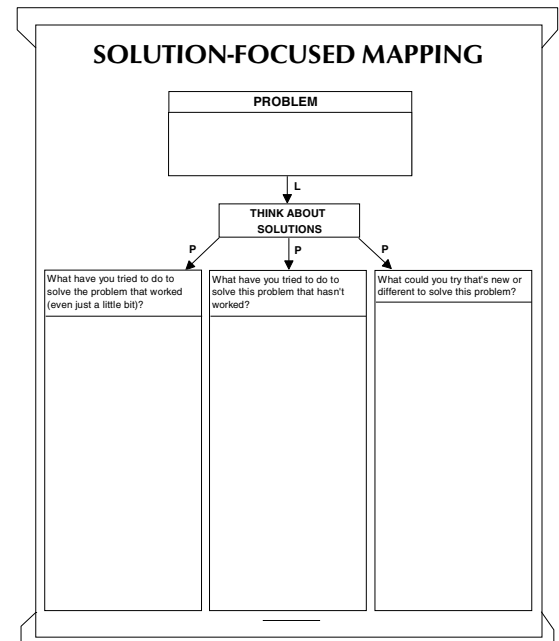 SOLUTION-FOCUSED MAPPING
PROBLEM
L
THINK ABOUT
SOLUTIONS
P
P
P
What have you tried to do to
solve the problem that worked
(even just a little bit)?
What have you tried to do to
solve this problem that hasn't
worked?
What could you try that's new or
different to solve this problem?